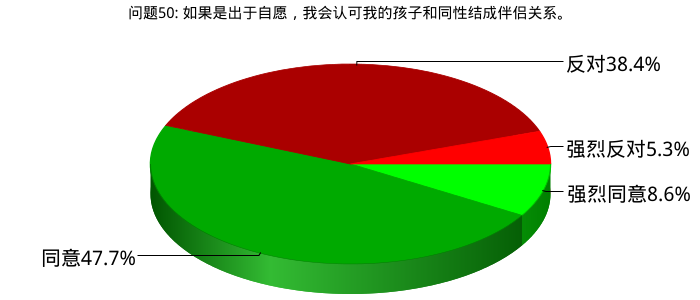 问题50: 如果是出于自愿，我会认可我的孩子和同性结成伴侣关系。
反对38.4%
强烈反对5.3%
强烈同意8.6%
同意47.7%